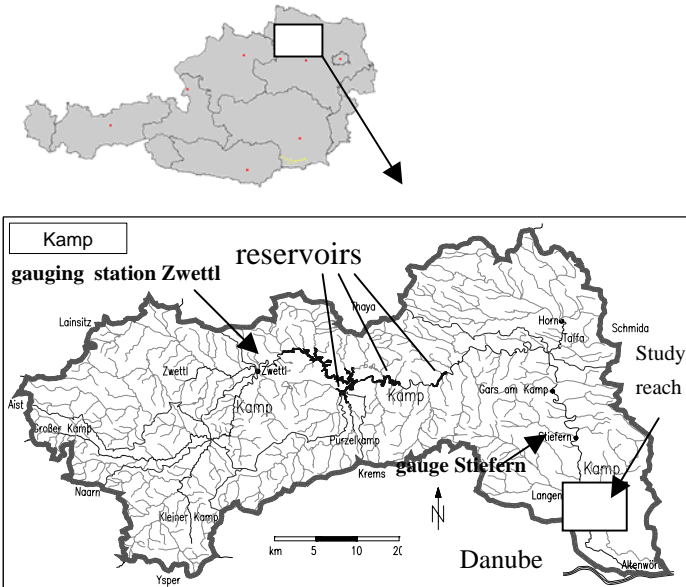 Kamp
reservoirs
gauging station Zwettl
Thaya
Lainsitz
Horn
Taffa
Schmida
Study
reach
Zwettl
Zwettl
Kamp
Kamp
Gars am Kamp
Aist
Großer Kamp
Purzelkamp
Stiefern
gauge Stiefern
Krems
Kamp
Naarn
Langen
Kleiner Kamp
N
km 5 10 20
Danube
Altenwört
Ysper